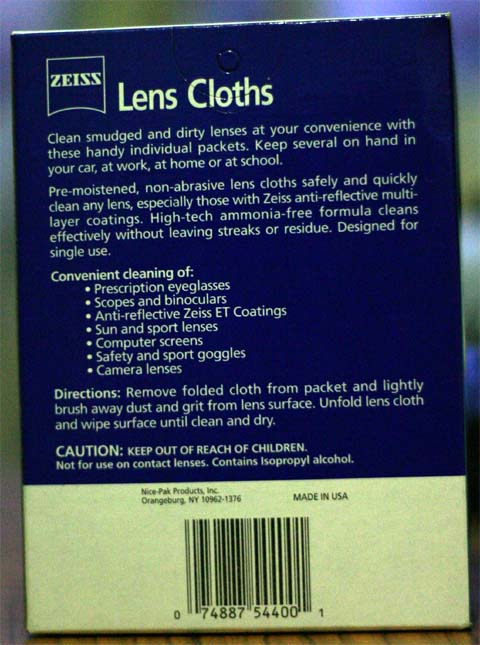 ZEISS
Lens Cloths
Clean smudged and dirty lenses at your convenience with
these handy individual packets. Keep several on hand in
your car, at work, at home or at school.
Pre-moistened, non-abrasive lens cloths safely and quickly
clean any lens, especially those with Zeiss anti-reflective multi-
layer coatings. High-tech ammonia-free formula cleans
effectively without leaving streaks or residue. Designed for
single use.
Convenient cleaning of:
• Prescription eyeglasses
• Scopes and binoculars
• Anti-reflective Zeiss ET Coatings
• Sun and sport lenses
• Computer screens
• Safety and sport goggles
• Camera lenses
Directions: Remove folded cloth from packet and lightly
brush away dust and grit from lens surface. Unfold lens cloth
and wipe surface until clean and dry.
CAUTION: KEEP OUT OF REACH OF CHILDREN.
Not for use on contact lenses. Contains Isopropyl alcohol.
Nice-Pak Products, Inc.
Orangeburg, NY 10962-1376
MADE IN USA
0 74887 54400 1